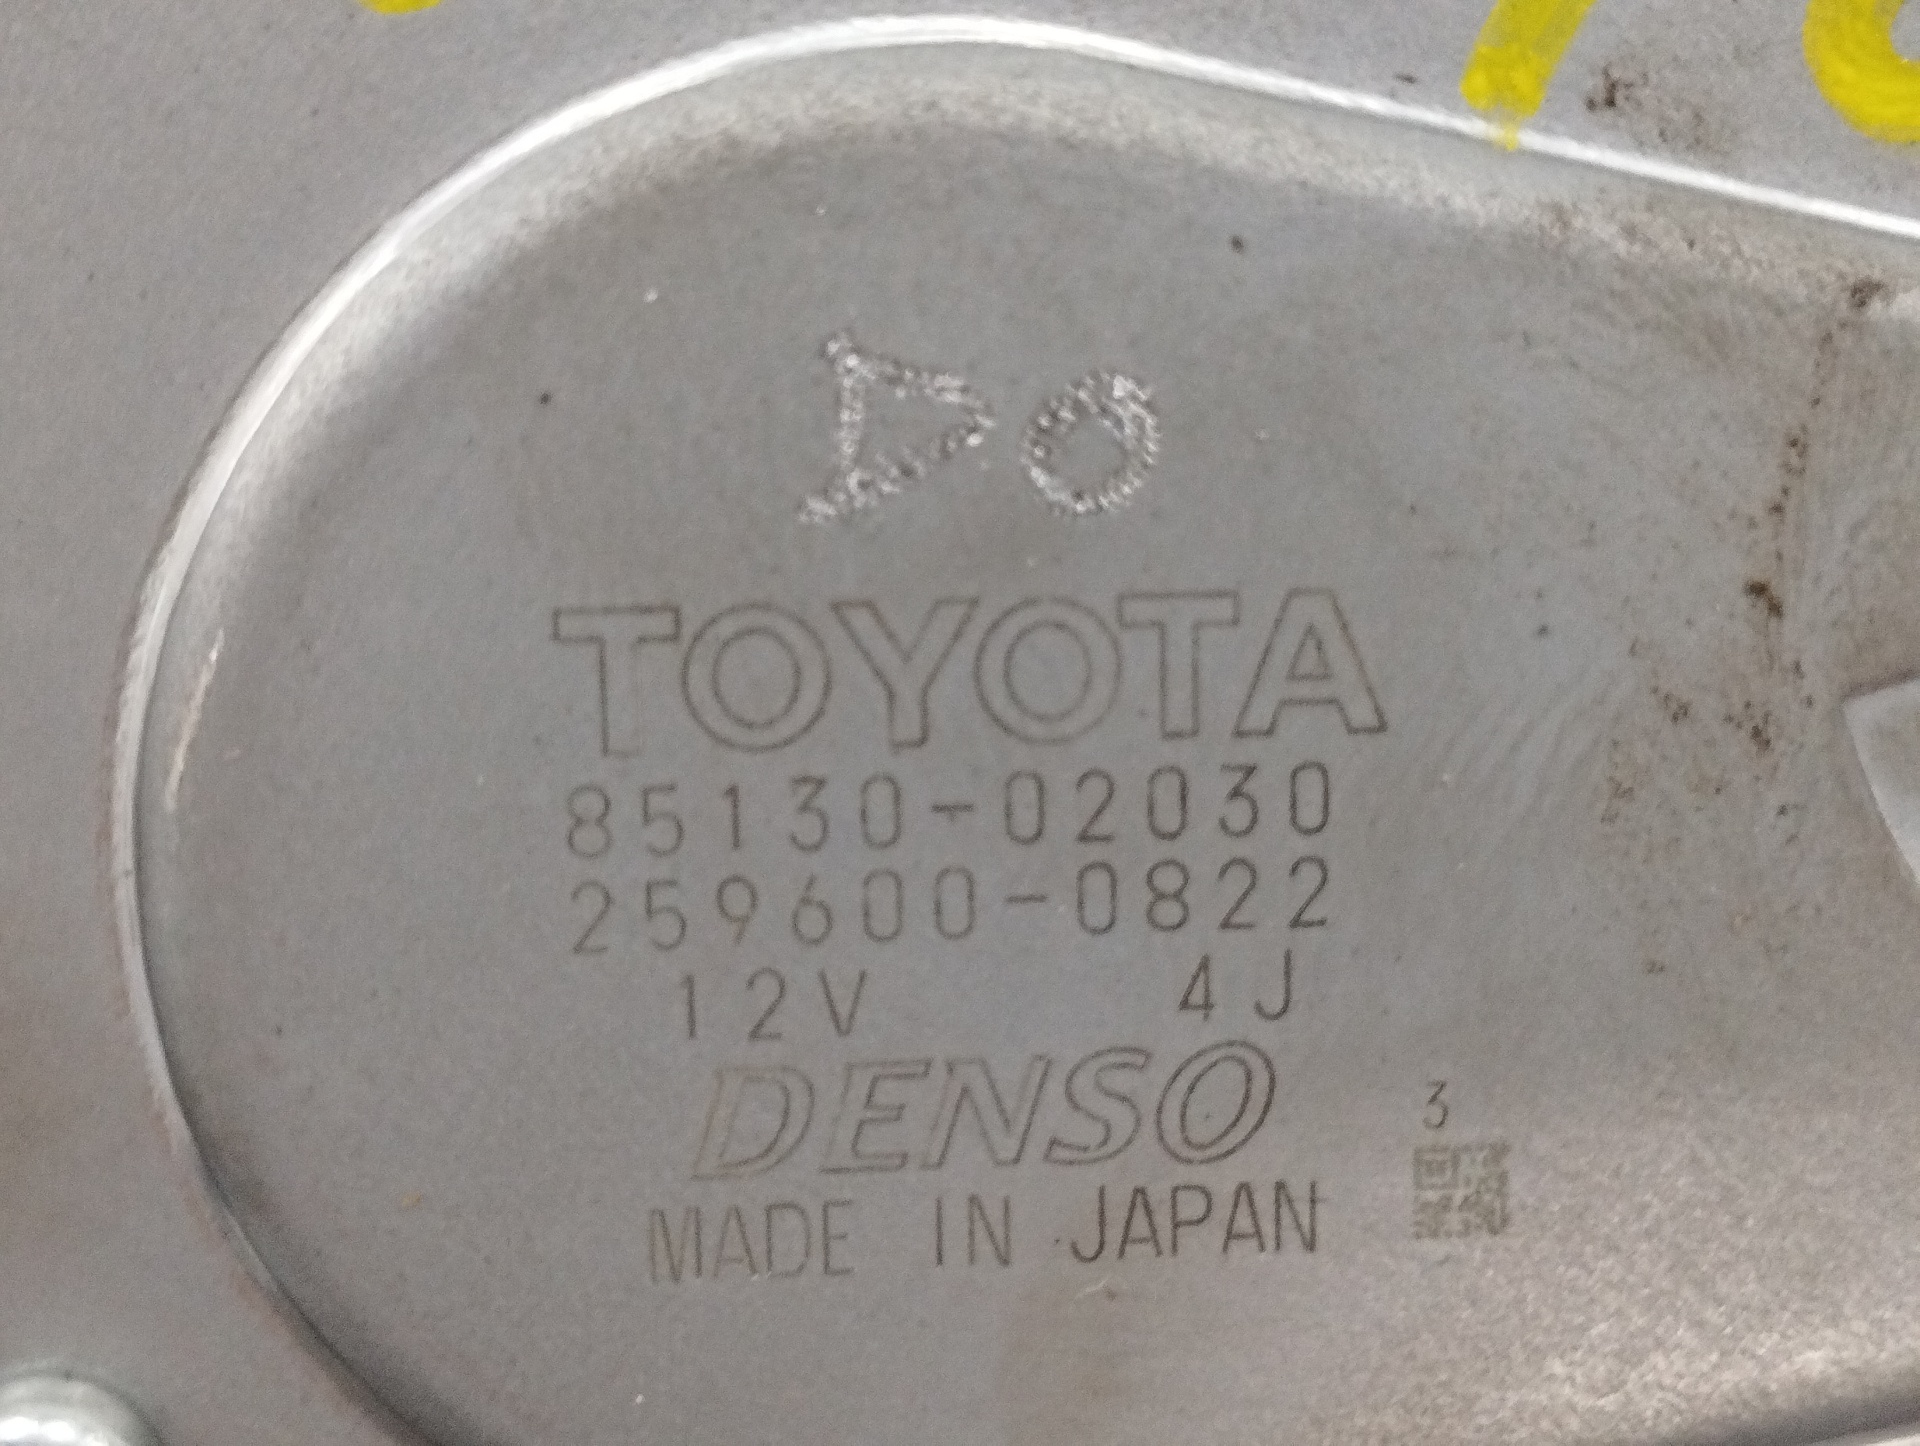 TOYOTA
85130-02030
259600-0822
12V 4J
DENSO
3
MADE IN JAPAN